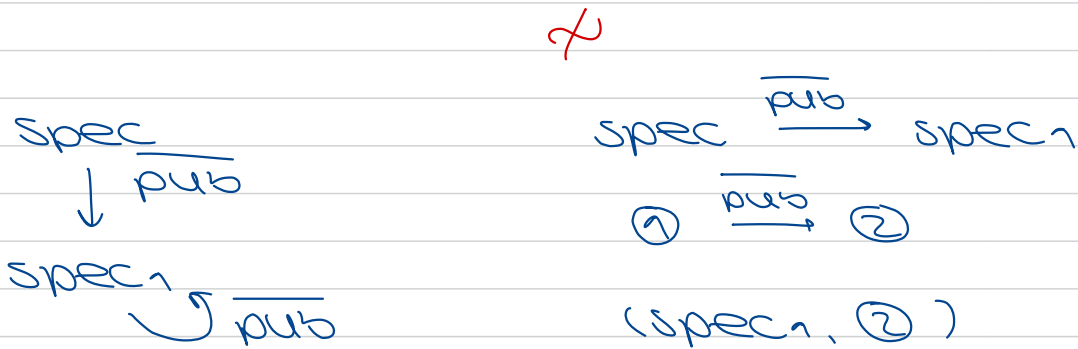 ≁
pub
spec → spec1
spec
pub
↓
pub
① → ②
spec1
pub
(spec1, ②)